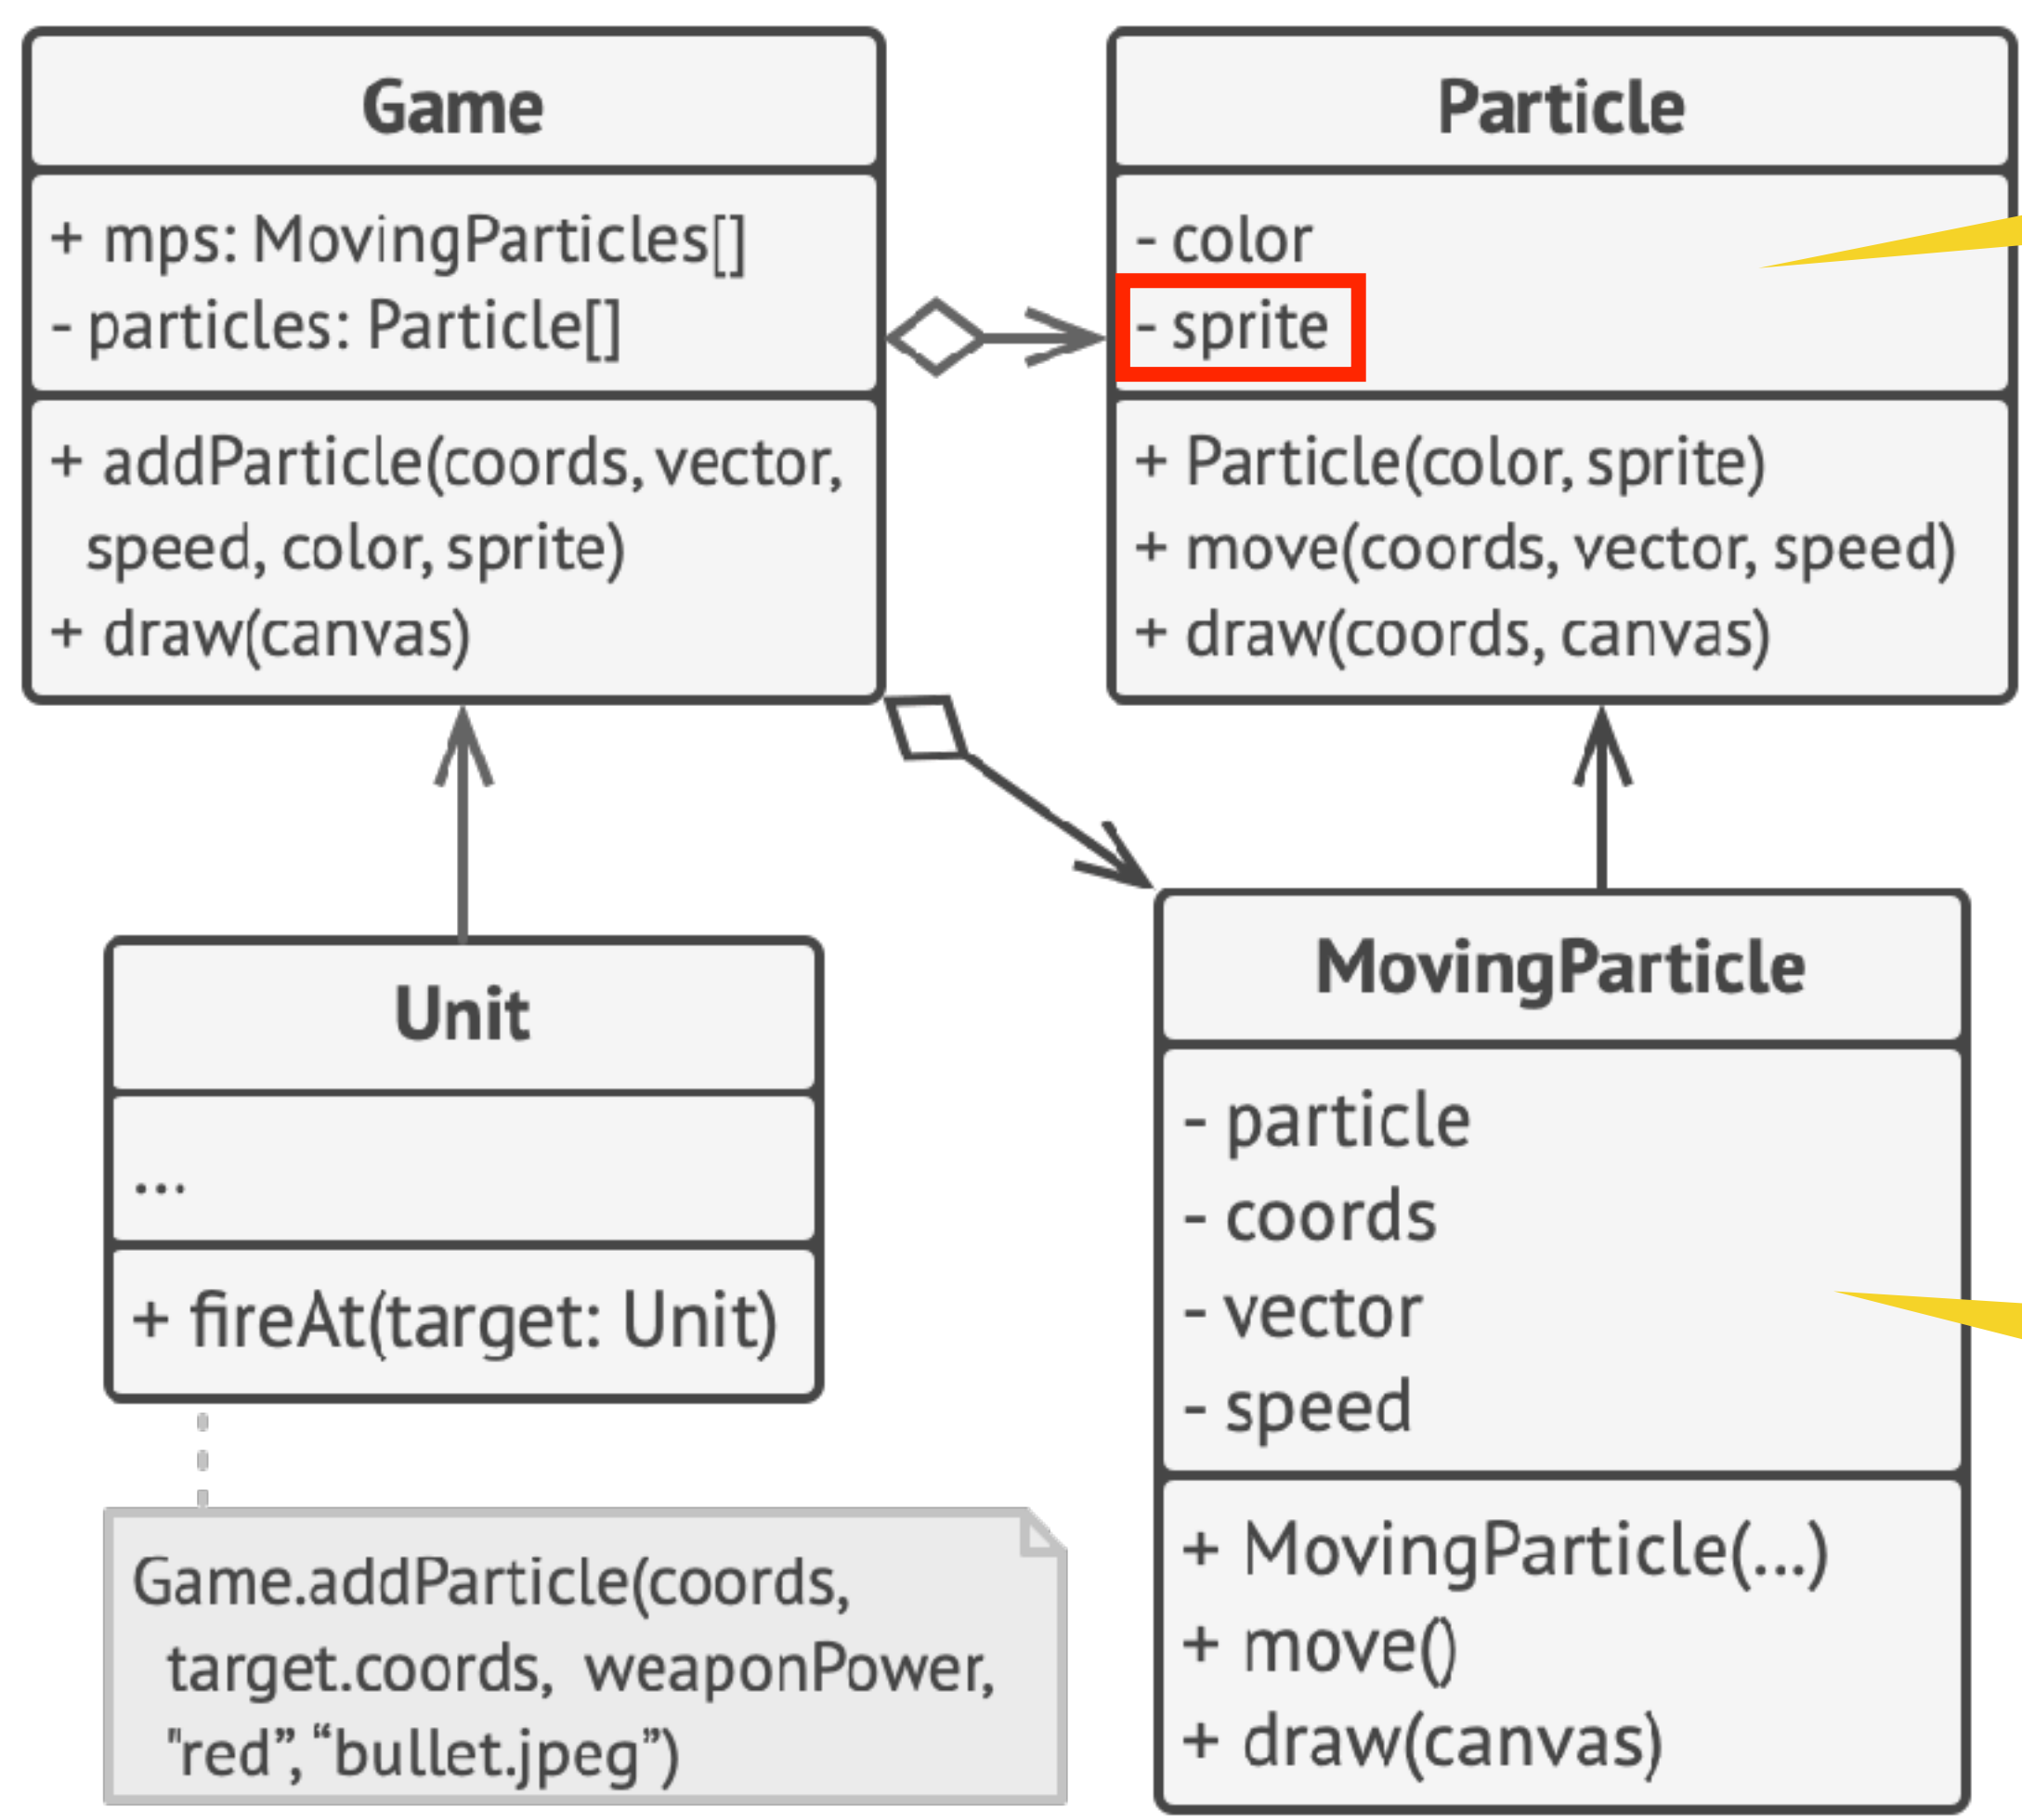 Game
+ mps: MovingParticles[]
- particles: Particle[]
+ addParticle(coords, vector,
speed, color, sprite)
+ draw(canvas)
Particle
- color
- sprite
+ Particle(color, sprite)
+ move(coords, vector, speed)
+ draw(coords, canvas)
Unit
...
+ fireAt(target: Unit)
Game.addParticle(coords,
target.coords, weaponPower,
"red”, “bullet.jpeg”)
MovingParticle
- particle
- coords
- vector
- speed
+ MovingParticle(...)
+ move()
+ draw(canvas)